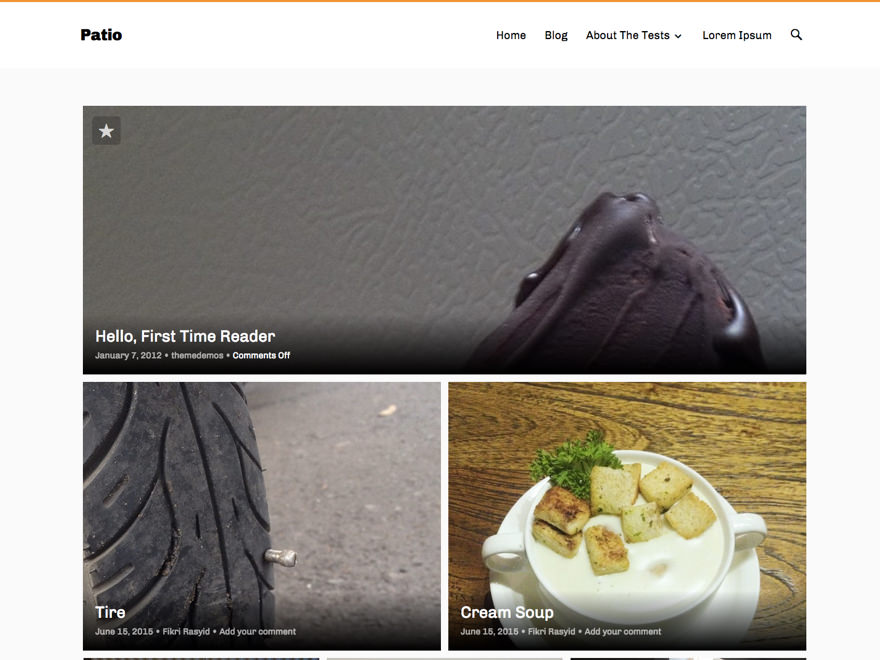 Patio
Home Blog About The Tests Lorem Ipsum
Hello, First Time Reader
January 7, 2012 • themedemos • Comments Off
Tire
June 15, 2015 • Fikri Rasyid • Add your comment
Cream Soup
June 15, 2015 • Fikri Rasyid • Add your comment